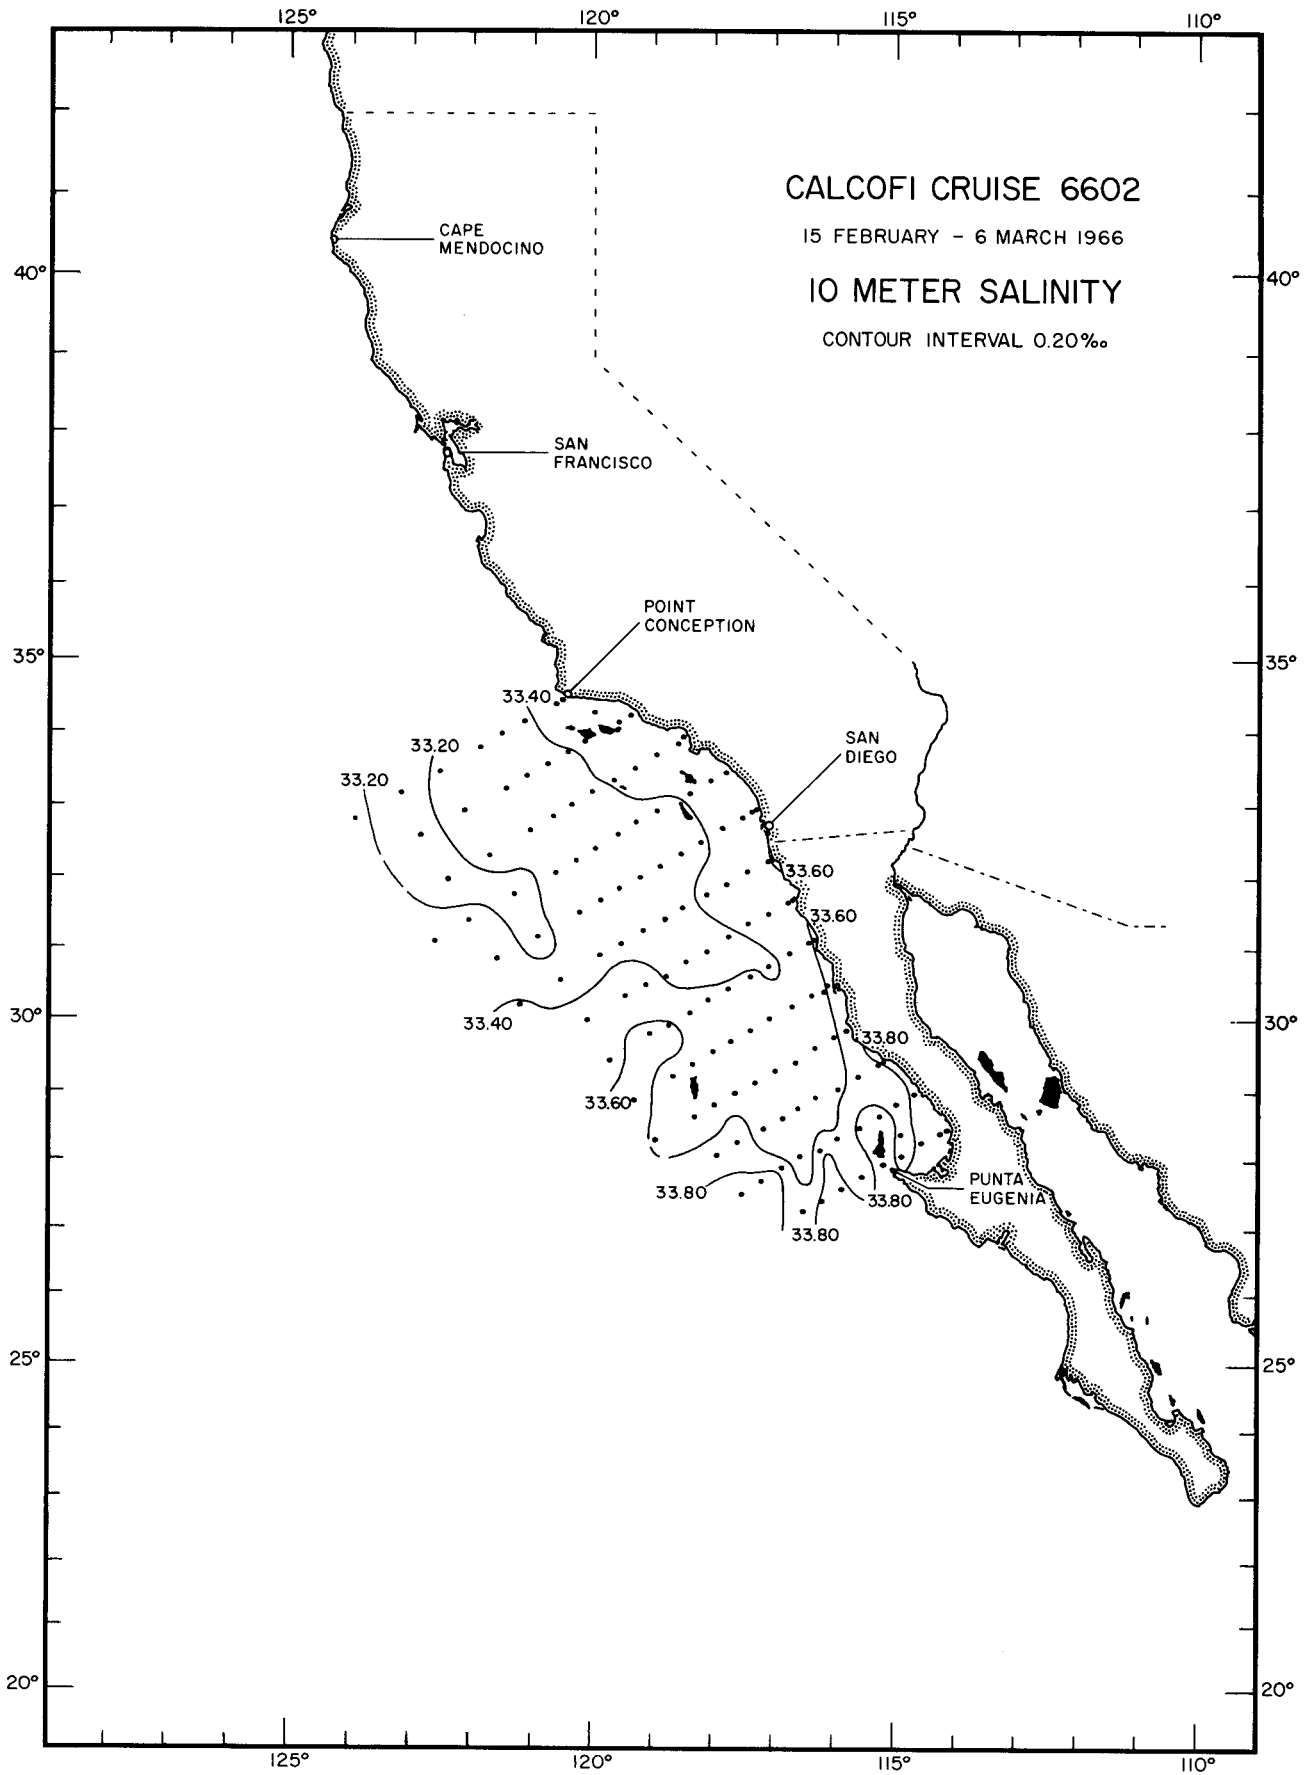 125° 120° 115° 110°
CALCOFI CRUISE 6602
15 FEBRUARY – 6 MARCH 1966
10 METER SALINITY
CONTOUR INTERVAL 0.20‰
CAPE
MENDOCINO
40° 40°
SAN
FRANCISCO
POINT
CONCEPTION
35° 35°
33.40
33.20
33.20
SAN
DIEGO
33.60
33.60
30° 30°
33.40
33.80
33.60
33.80
33.80
33.80
PUNTA
EUGENIA
25° 25°
20° 20°
125° 120° 115° 110°